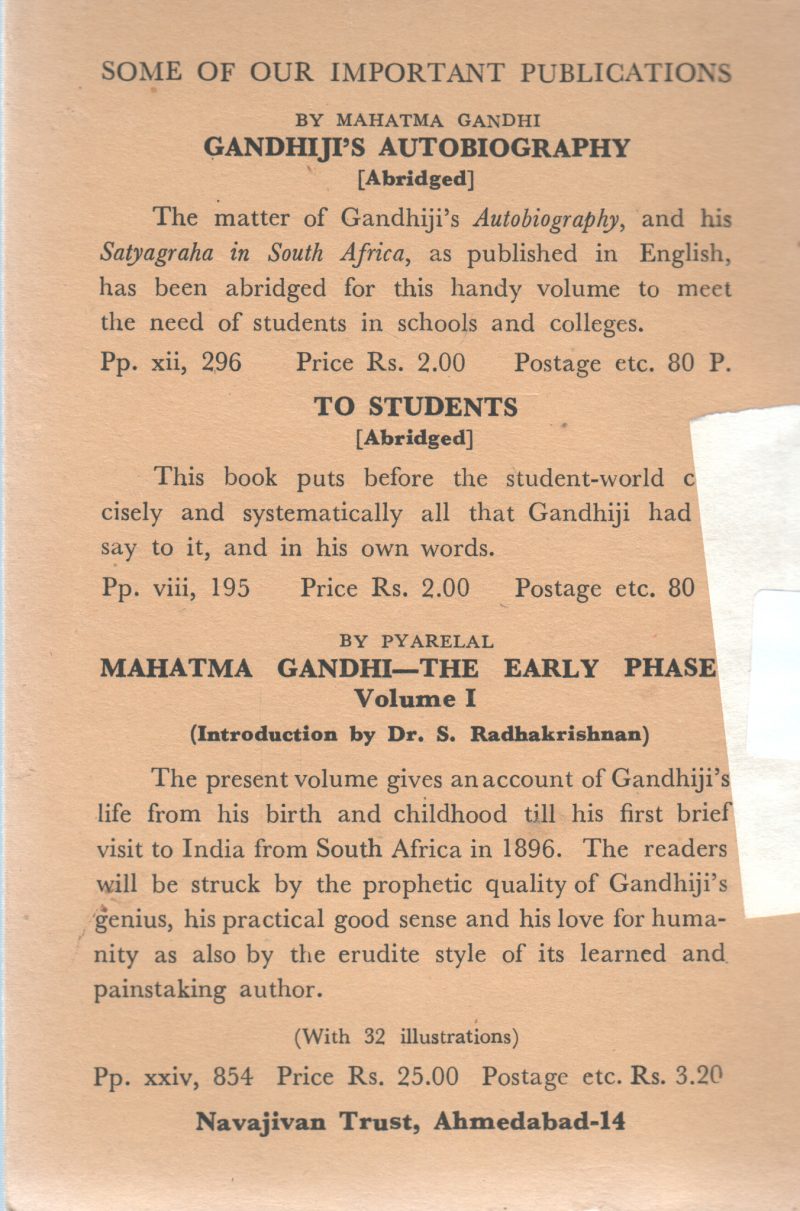 SOME OF OUR IMPORTANT PUBLICATIONS
BY MAHATMA GANDHI
GANDHIJI'S AUTOBIOGRAPHY
[Abridged]
The matter of Gandhiji's Autobiography, and his
Satyagraha in South Africa, as published in English,
has been abridged for this handy volume to meet
the need of students in schools and colleges.
Pp. xii, 296 Price Rs. 2.00 Postage etc. 80 P.
TO STUDENTS
[Abridged]
This book puts before the student-world c
cisely and systematically all that Gandhiji had
say to it, and in his own words.
Pp. viii, 195 Price Rs. 2.00 Postage etc. 80
BY PYARELAL
MAHATMA GANDHI—THE EARLY PHASE
Volume I
(Introduction by Dr. S. Radhakrishnan)
The present volume gives an account of Gandhiji's
life from his birth and childhood till his first brief
visit to India from South Africa in 1896. The readers
will be struck by the prophetic quality of Gandhiji's
genius, his practical good sense and his love for huma-
nity as also by the erudite style of its learned and
painstaking author.
(With 32 illustrations)
Pp. xxiv, 854 Price Rs. 25.00 Postage etc. Rs. 3.20
Navajivan Trust, Ahmedabad-14